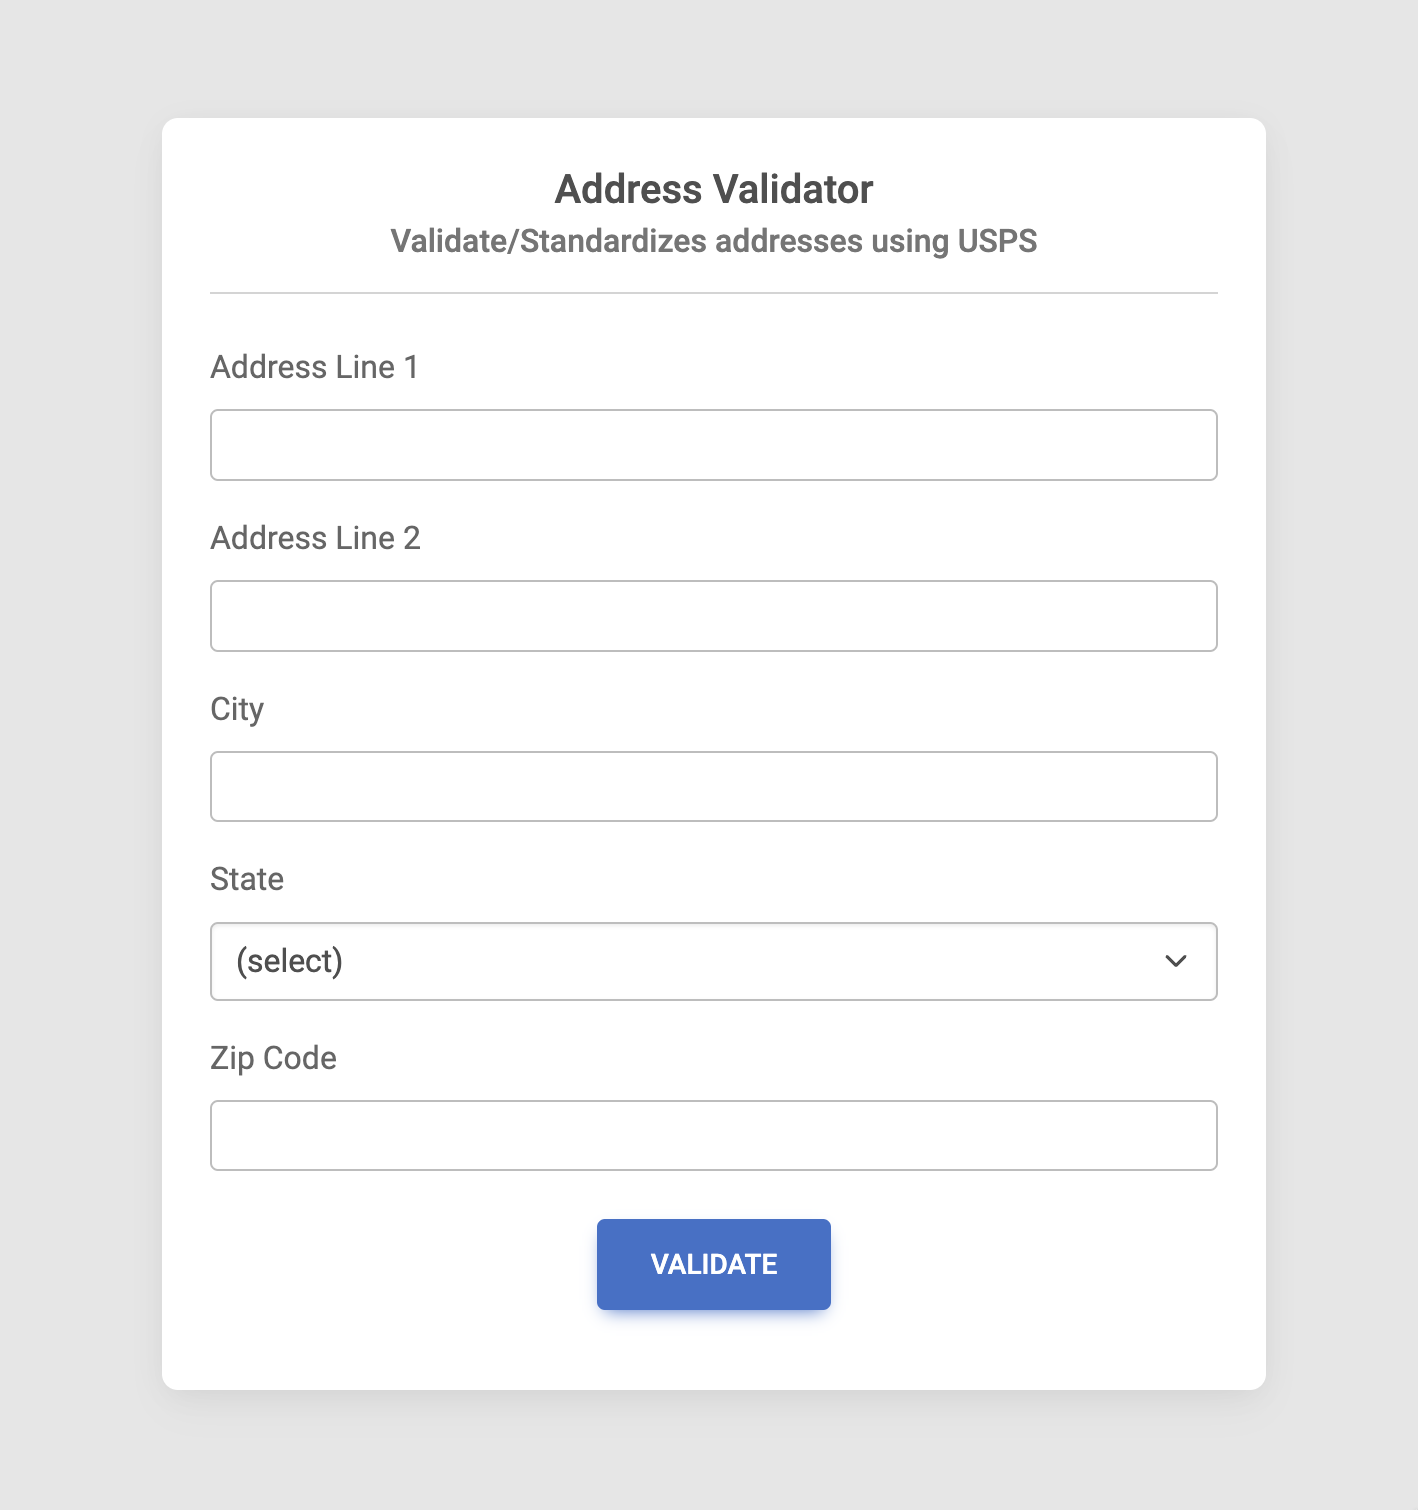 Address Validator
Validate/Standardizes addresses using USPS
Address Line 1
Address Line 2
City
State
(select)
Zip Code
VALIDATE